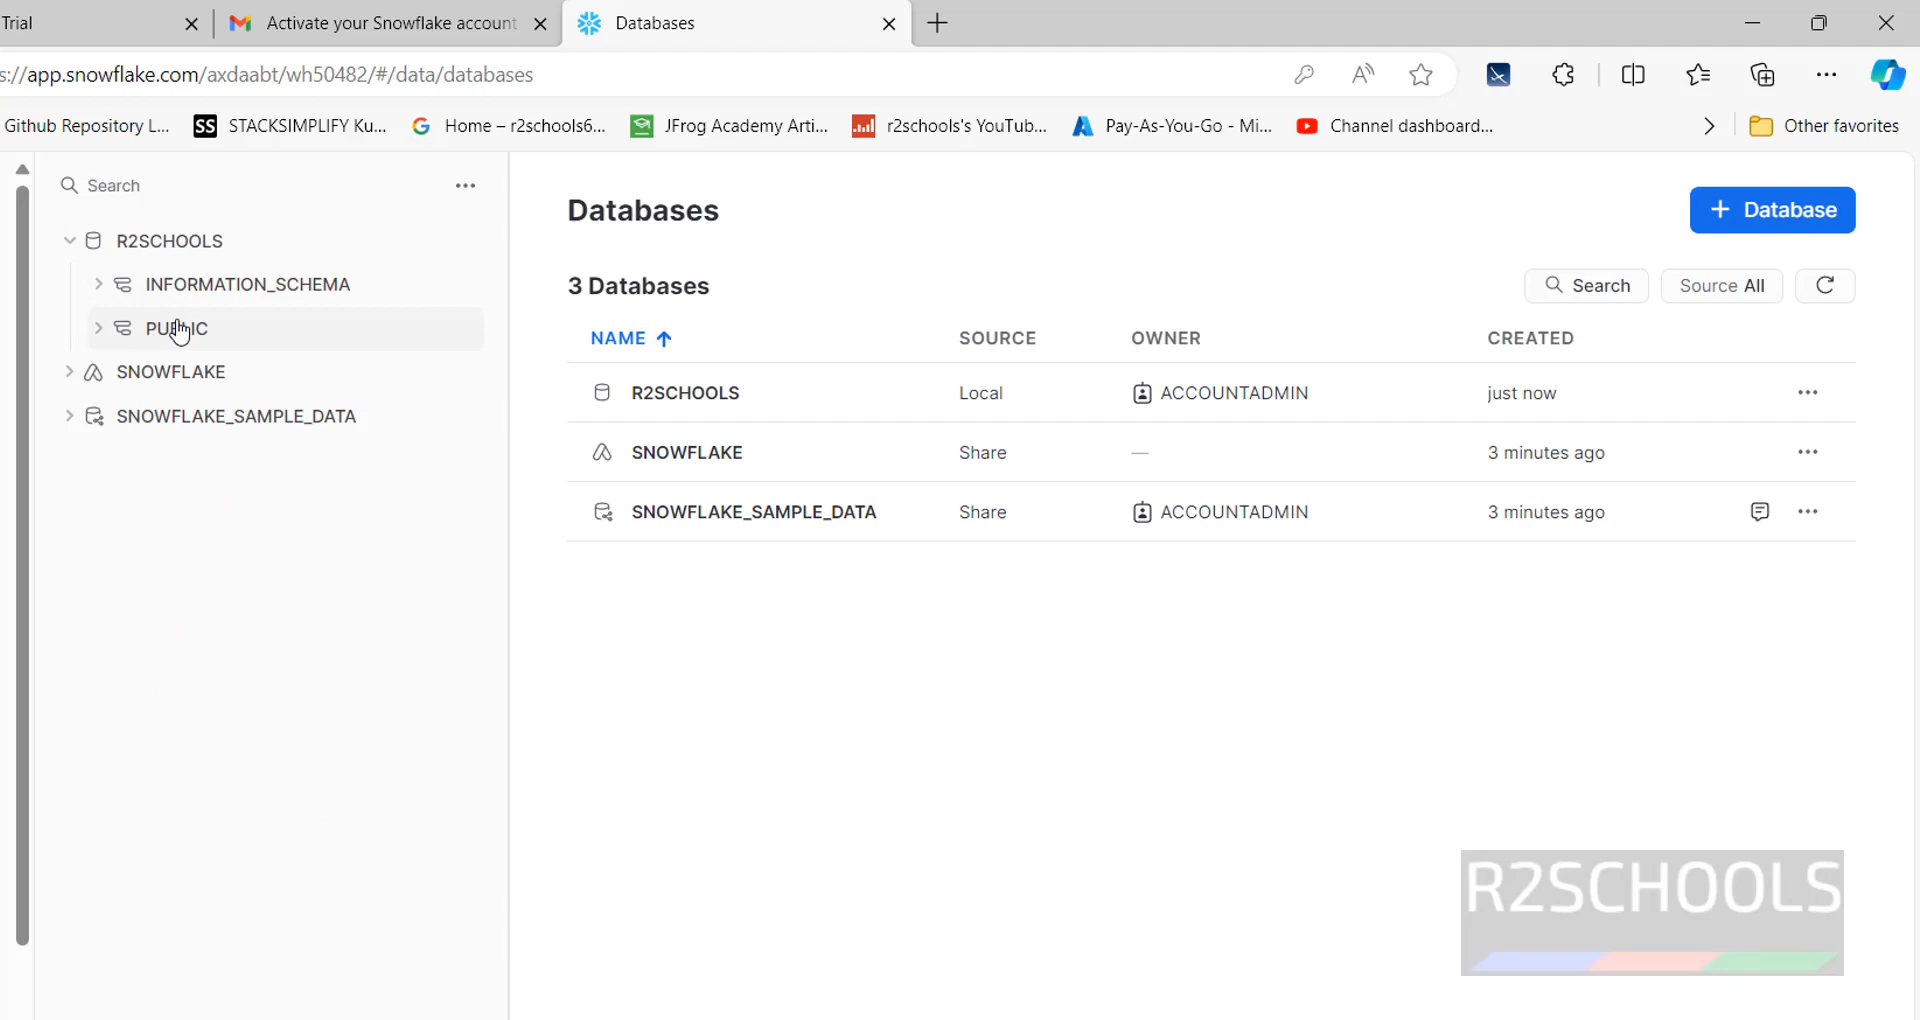 Trial
Activate your Snowflake account
Databases
s://app.snowflake.com/axdaabt/wh50482/#/data/databases
Github Repository L...
SS STACKSIMPLIFY Ku...
Home – r2schools6...
JFrog Academy Arti...
r2schools's YouTub...
Pay-As-You-Go - Mi...
Channel dashboard...
Other favorites
Search
R2SCHOOLS
INFORMATION_SCHEMA
PUBLIC
SNOWFLAKE
SNOWFLAKE_SAMPLE_DATA
Databases
+ Database
3 Databases
Search
Source All
NAME SOURCE OWNER CREATED
R2SCHOOLS Local ACCOUNTADMIN just now
SNOWFLAKE Share — 3 minutes ago
SNOWFLAKE_SAMPLE_DATA Share ACCOUNTADMIN 3 minutes ago
R2SCHOOLS